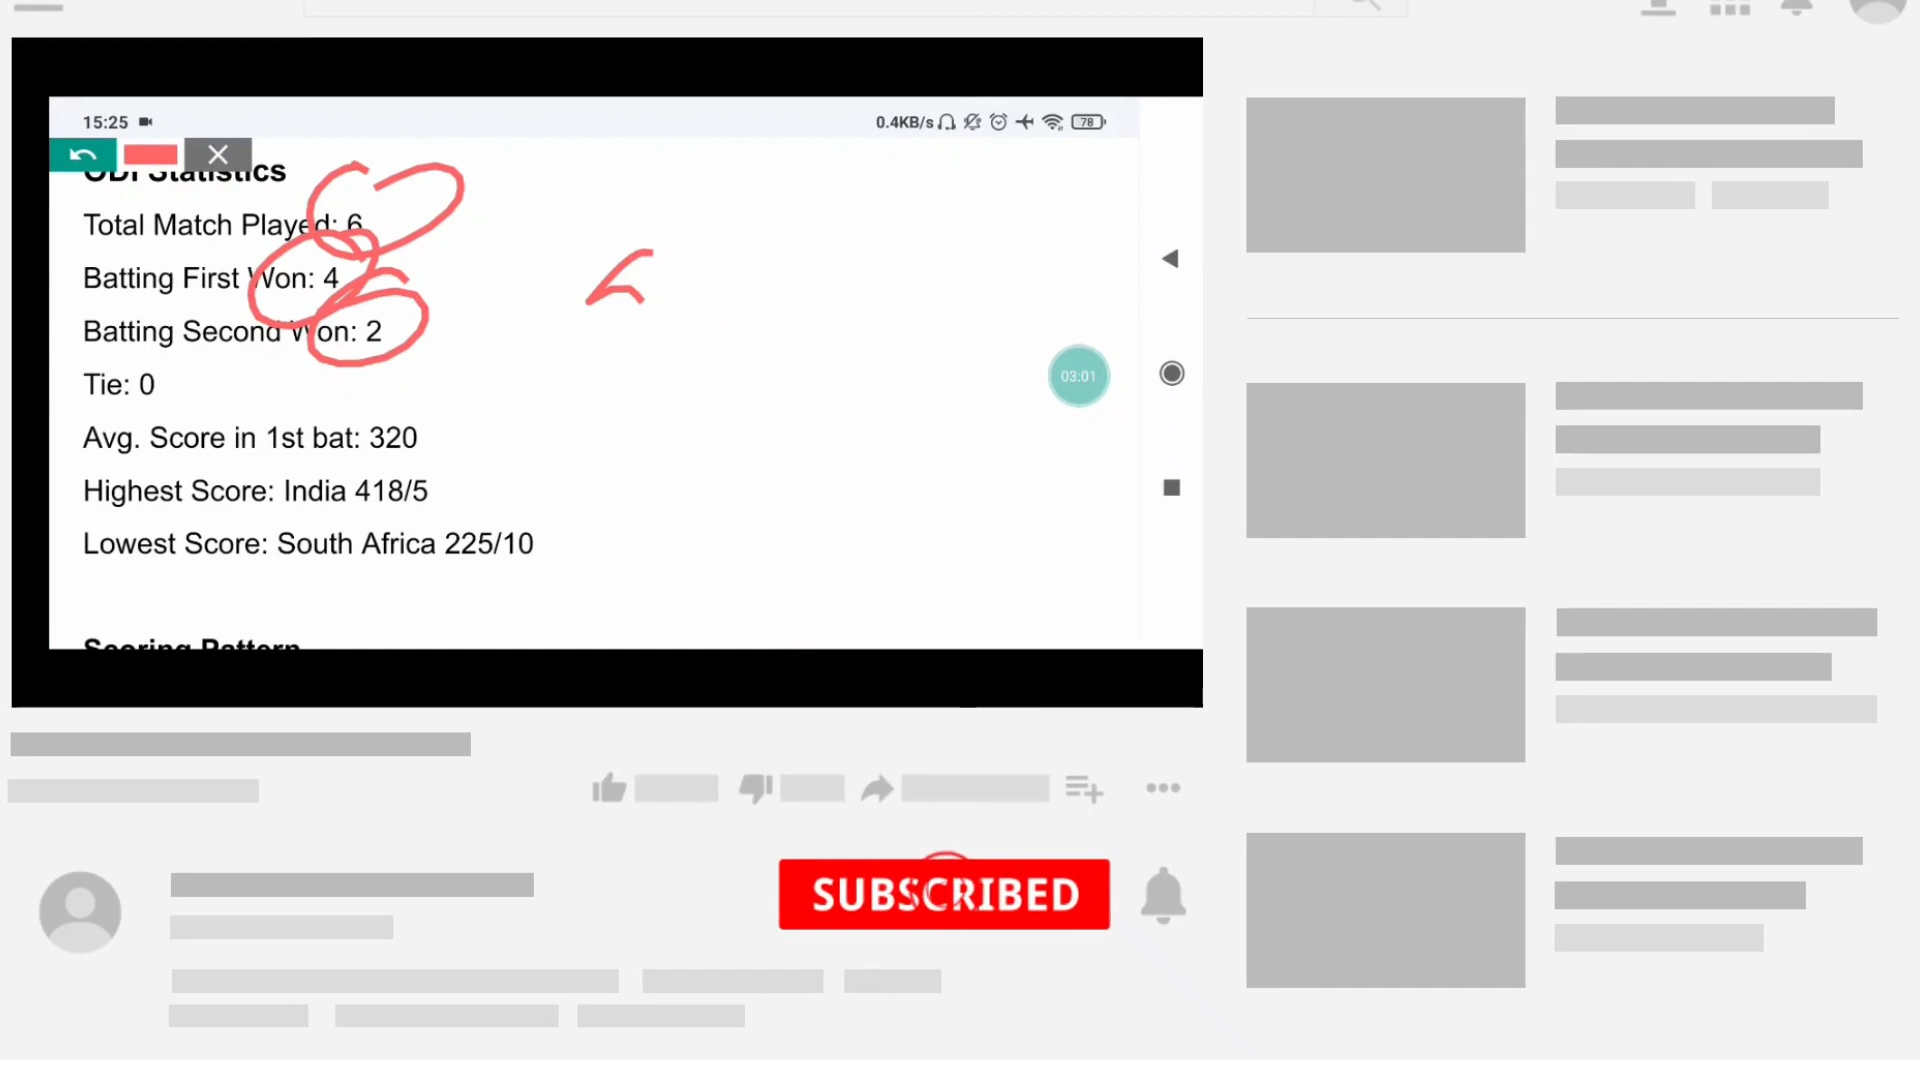 15:25 0.4KB/s 78
ODI Statistics
Total Match Played: 6
Batting First Won: 4
Batting Second Won: 2
Tie: 0
03:01
Avg. Score in 1st bat: 320
Highest Score: India 418/5
Lowest Score: South Africa 225/10
Scoring Pattern
SUBSCRIBED